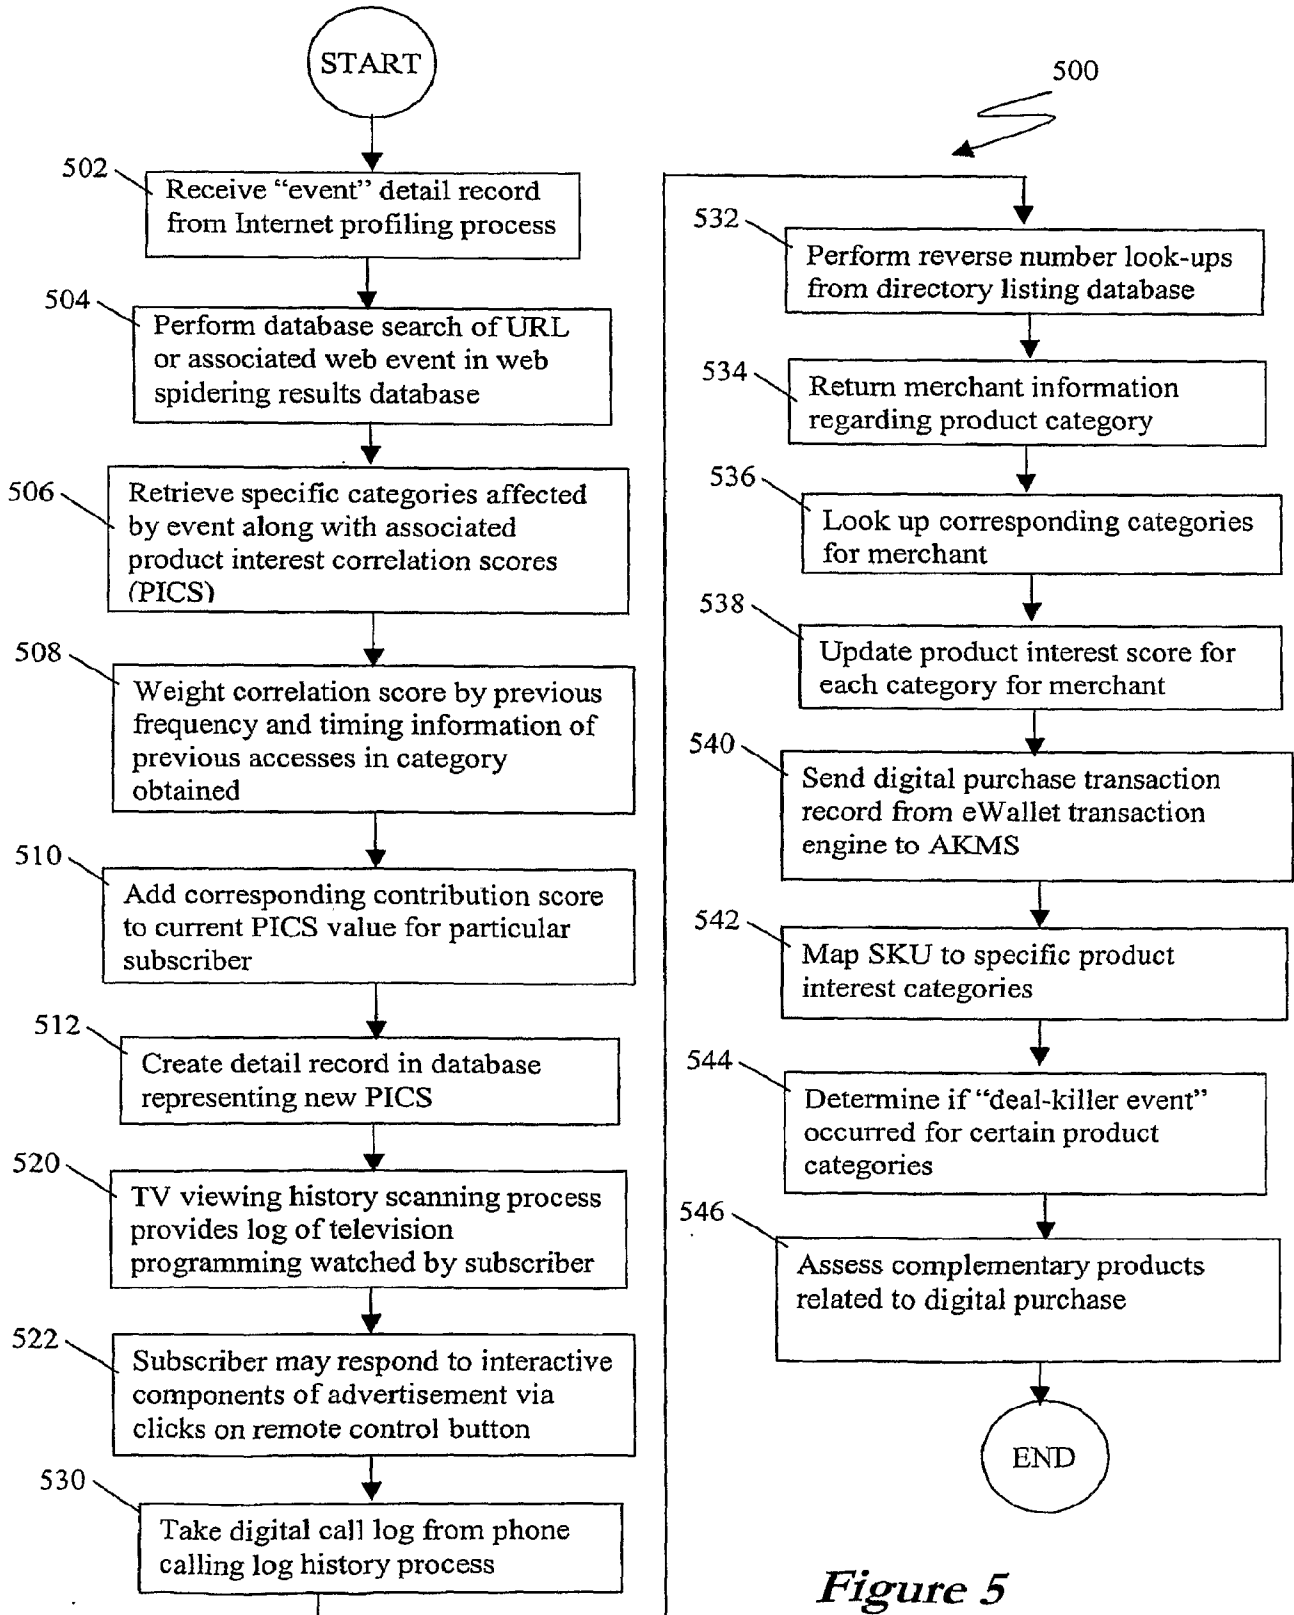 START
502
Receive “event” detail record
from Internet profiling process
504
Perform database search of URL
or associated web event in web
spidering results database
506
Retrieve specific categories affected
by event along with associated
product interest correlation scores
(PICS)
508
Weight correlation score by previous
frequency and timing information of
previous accesses in category
obtained
510
Add corresponding contribution score
to current PICS value for particular
subscriber
512
Create detail record in database
representing new PICS
520
TV viewing history scanning process
provides log of television
programming watched by subscriber
522
Subscriber may respond to interactive
components of advertisement via
clicks on remote control button
530
Take digital call log from phone
calling log history process
500
532
Perform reverse number look-ups
from directory listing database
534
Return merchant information
regarding product category
536
Look up corresponding categories
for merchant
538
Update product interest score for
each category for merchant
540
Send digital purchase transaction
record from eWallet transaction
engine to AKMS
542
Map SKU to specific product
interest categories
544
Determine if “deal-killer event”
occurred for certain product
categories
546
Assess complementary products
related to digital purchase
END
Figure 5